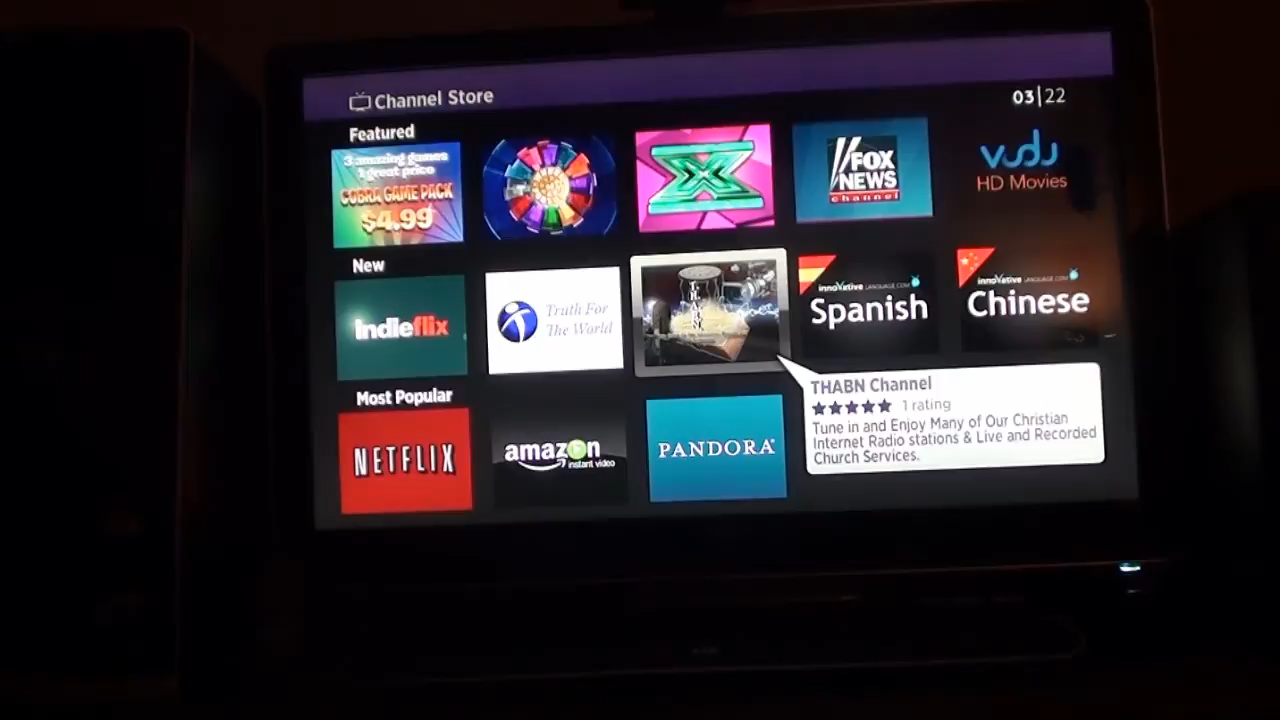 Channel Store
03|22
Featured
3 amazing games
1 great price
COBRA GAME PACK
$4.99
FOX
NEWS
channel
vudu
HD Movies
New
Indieflix
Truth For
The World
innoVative LANGUAGE.COM
Spanish
innoVative LANGUAGE.COM
Chinese
THABN Channel
1 rating
Tune in and Enjoy Many of Our Christian
Internet Radio stations & Live and Recorded
Church Services.
Most Popular
NETFLIX
amazon
instant video
PANDORA